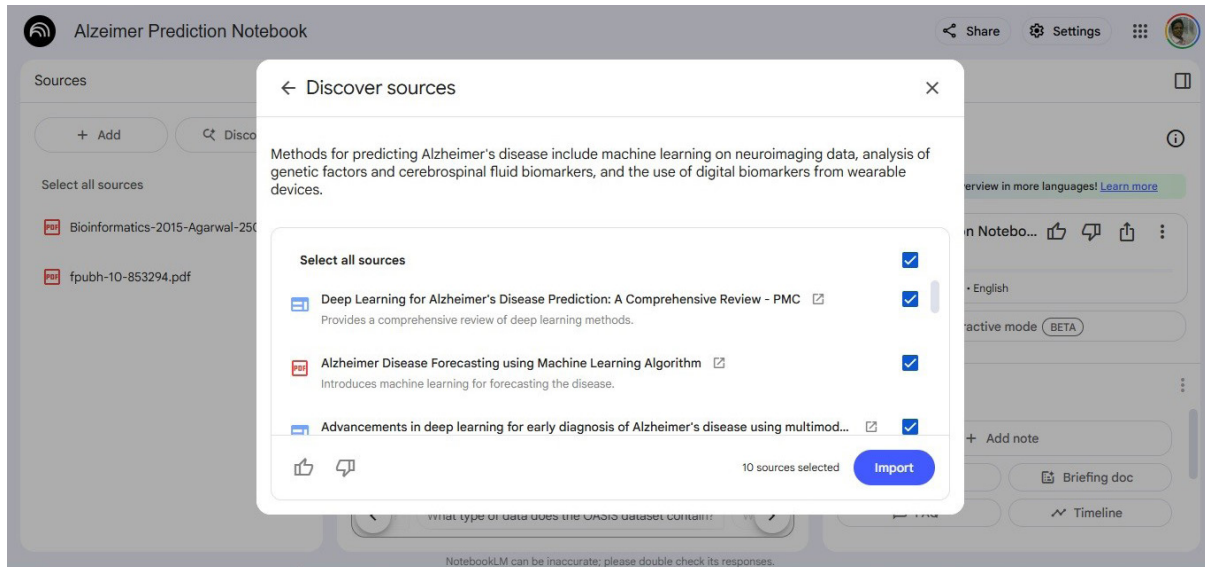 Alzeimer Prediction Notebook
Share
Settings
Sources
+ Add
Disco
Select all sources
PDF
Bioinformatics-2015-Agarwal-250
PDF
fpubh-10-853294.pdf
Discover sources
Methods for predicting Alzheimer's disease include machine learning on neuroimaging data, analysis of
genetic factors and cerebrospinal fluid biomarkers, and the use of digital biomarkers from wearable
devices.
Select all sources
Deep Learning for Alzheimer's Disease Prediction: A Comprehensive Review - PMC
Provides a comprehensive review of deep learning methods.
PDF
Alzheimer Disease Forecasting using Machine Learning Algorithm
Introduces machine learning for forecasting the disease.
Advancements in deep learning for early diagnosis of Alzheimer's disease using multimod...
10 sources selected
Import
erview in more languages! Learn more
n Notebo...
• English
ractive mode BETA
+ Add note
Briefing doc
FAQ
Timeline
What type of data does the OASIS dataset contain?
NotebookLM can be inaccurate; please double check its responses.